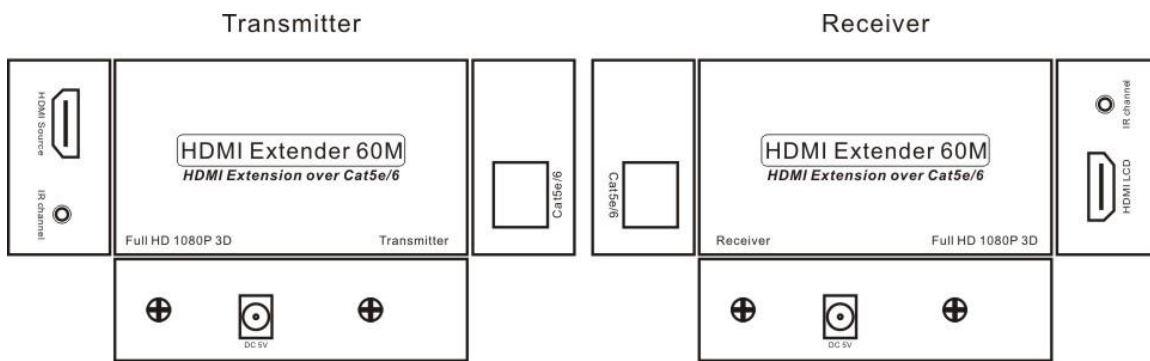 Transmitter
HDMI Source
IR channel
HDMI Extender 60M
HDMI Extension over Cat5e/6
Full HD 1080P 3D
Transmitter
Cat5e/6
DC 5V
Receiver
Cat5e/6
HDMI Extender 60M
HDMI Extension over Cat5e/6
Receiver
Full HD 1080P 3D
IR channel
HDMI LCD
DC 5V